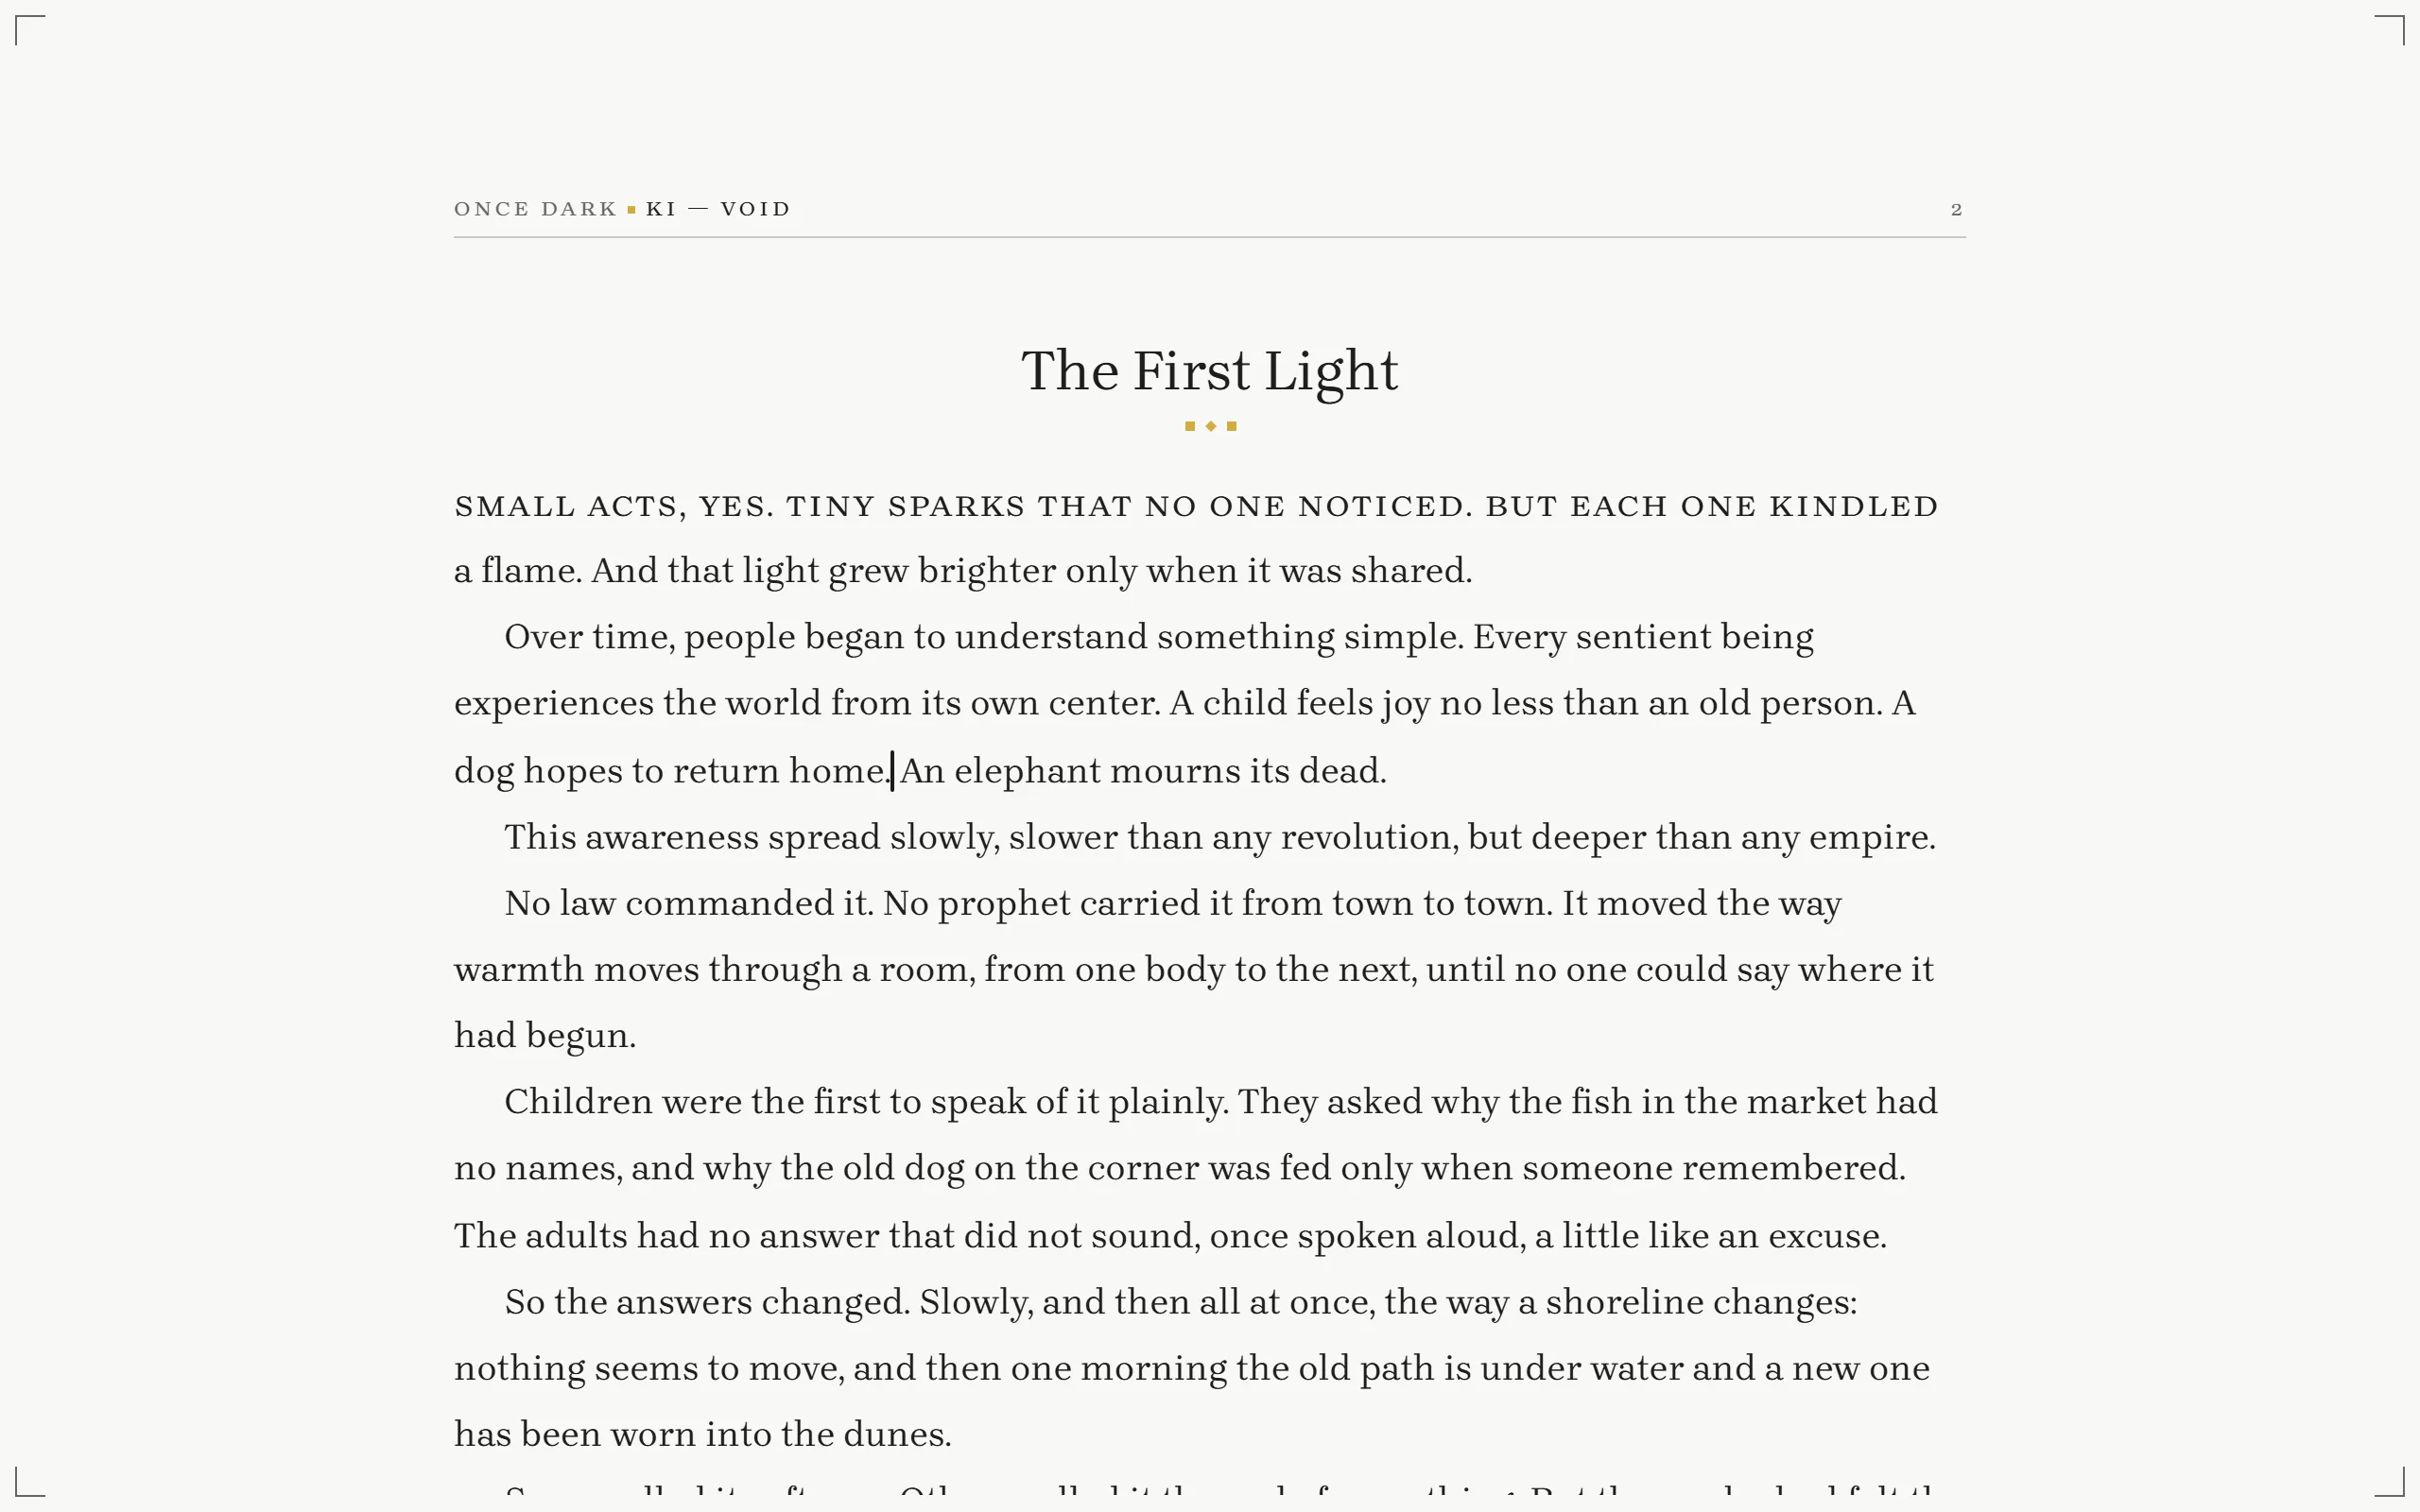 ONCE DARK ▪ KI — VOID
2
The First Light
SMALL ACTS, YES. TINY SPARKS THAT NO ONE NOTICED. BUT EACH ONE KINDLED
a flame. And that light grew brighter only when it was shared.
Over time, people began to understand something simple. Every sentient being
experiences the world from its own center. A child feels joy no less than an old person. A
dog hopes to return home. An elephant mourns its dead.
This awareness spread slowly, slower than any revolution, but deeper than any empire.
No law commanded it. No prophet carried it from town to town. It moved the way
warmth moves through a room, from one body to the next, until no one could say where it
had begun.
Children were the first to speak of it plainly. They asked why the fish in the market had
no names, and why the old dog on the corner was fed only when someone remembered.
The adults had no answer that did not sound, once spoken aloud, a little like an excuse.
So the answers changed. Slowly, and then all at once, the way a shoreline changes:
nothing seems to move, and then one morning the old path is under water and a new one
has been worn into the dunes.